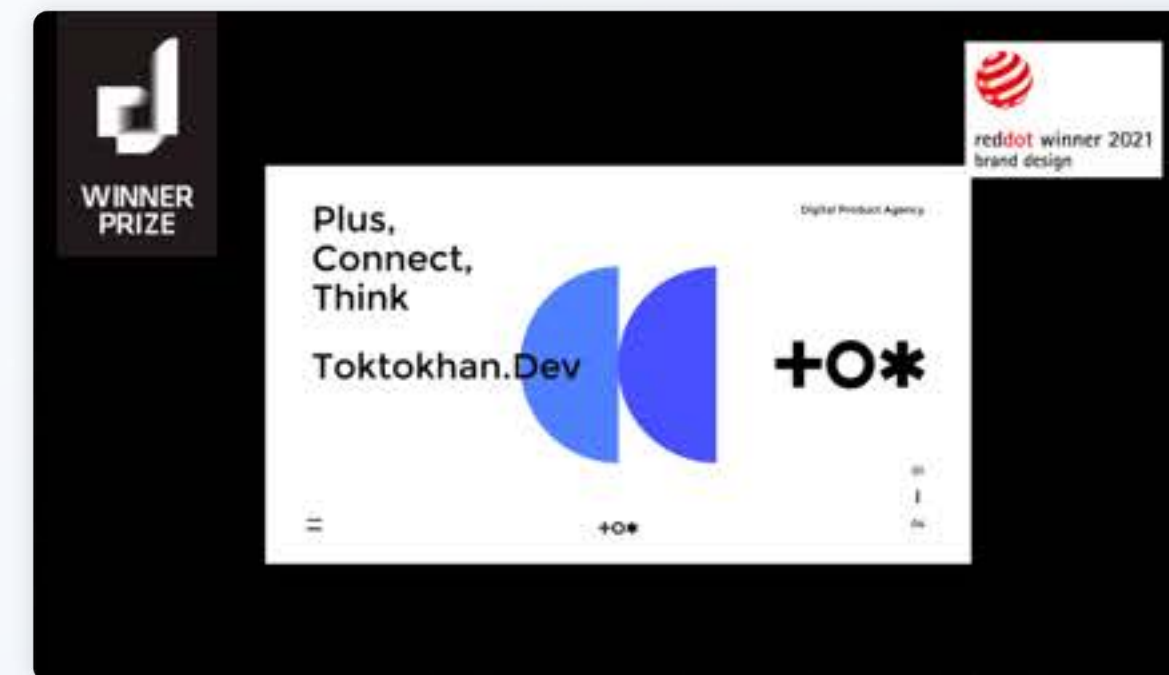 WINNER
PRIZE
reddot winner 2021
brand design
Plus,
Connect,
Think
Toktokhan.Dev
Digital Product Agency
+O*
+O*